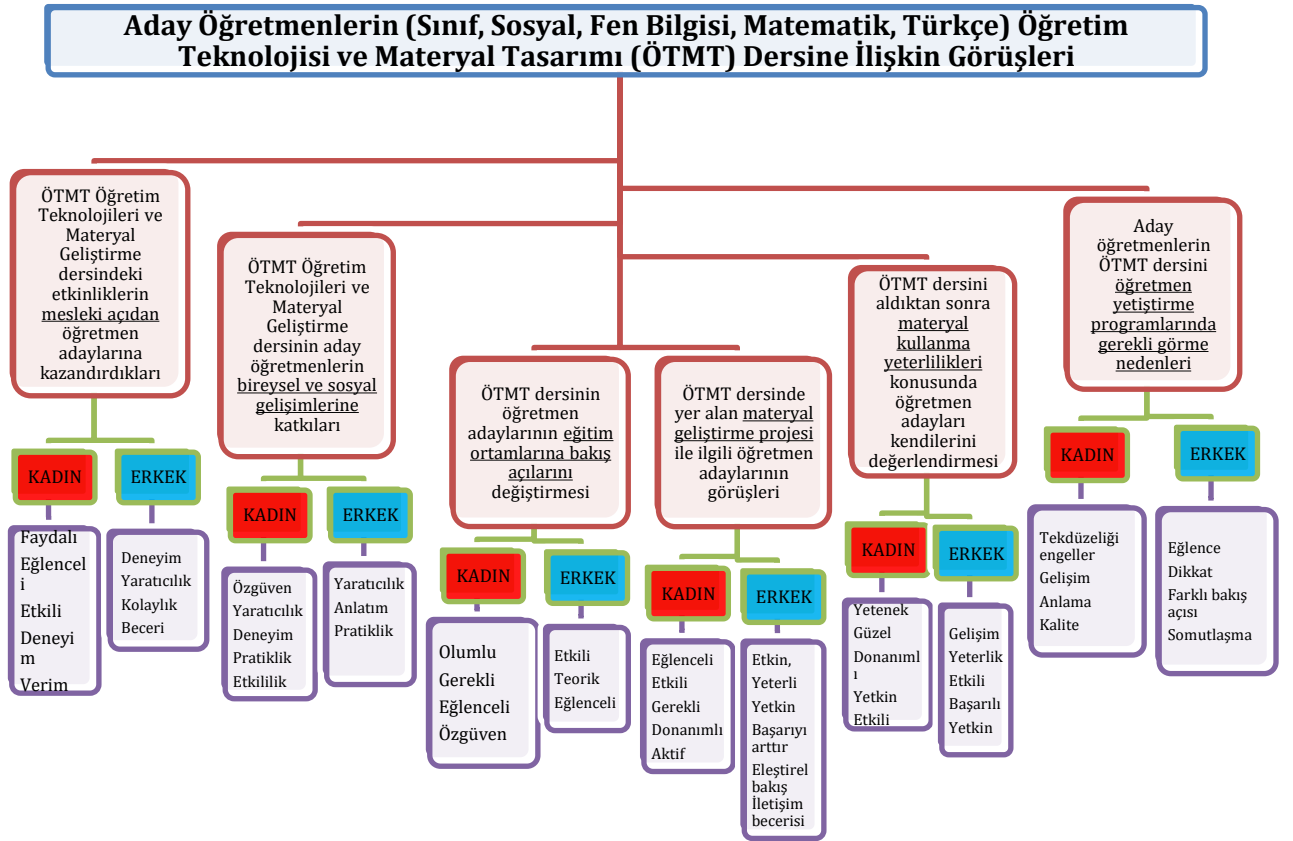 Aday Öğretmenlerin (Sınıf, Sosyal, Fen Bilgisi, Matematik, Türkçe) Öğretim
Teknolojisi ve Materyal Tasarımı (ÖTMT) Dersine İlişkin Görüşleri
ÖTMT Öğretim
Teknolojileri ve
Materyal
Geliştirme
dersindeki
etkinliklerin
mesleki açıdan
öğretmen
adaylarına
kazandırdıkları
KADIN
Faydalı
Eğlencel
i
Etkili
Deneyi
m
Verim
ERKEK
Deneyim
Yaratıcılık
Kolaylık
Beceri
ÖTMT Öğretim
Teknolojileri ve
Materyal
Geliştirme
dersinin aday
öğretmenlerin
bireysel ve sosyal
gelişimlerine
katkıları
KADIN
Özgüven
Yaratıcılık
Deneyim
Pratiklik
Etkililik
ERKEK
Yaratıcılık
Anlatım
Pratiklik
ÖTMT dersinin
öğretmen
adaylarının eğitim
ortamlarına bakış
açılarını
değiştirmesi
KADIN
Olumlu
Gerekli
Eğlenceli
Özgüven
ERKEK
Etkili
Teorik
Eğlenceli
ÖTMT dersinde
yer alan materyal
geliştirme projesi
ile ilgili öğretmen
adaylarının
görüşleri
KADIN
Eğlenceli
Etkili
Gerekli
Donanımlı
Aktif
ERKEK
Etkin,
Yeterli
Yetkin
Başarıyı
arttır
Eleştirel
bakış
İletişim
becerisi
ÖTMT dersini
aldıktan sonra
materyal
kullanma
yeterlilikleri
konusunda
öğretmen
adayları
kendilerini
değerlendirmesi
KADIN
Yetenek
Güzel
Donanıml
ı
Yetkin
Etkili
ERKEK
Gelişim
Yeterlik
Etkili
Başarılı
Yetkin
Aday
öğretmenlerin
ÖTMT dersini
öğretmen
yetiştirme
programlarında
gerekli görme
nedenleri
KADIN
Tekdüzeliği
engeller
Gelişim
Anlama
Kalite
ERKEK
Eğlence
Dikkat
Farklı bakış
açısı
Somutlaşma